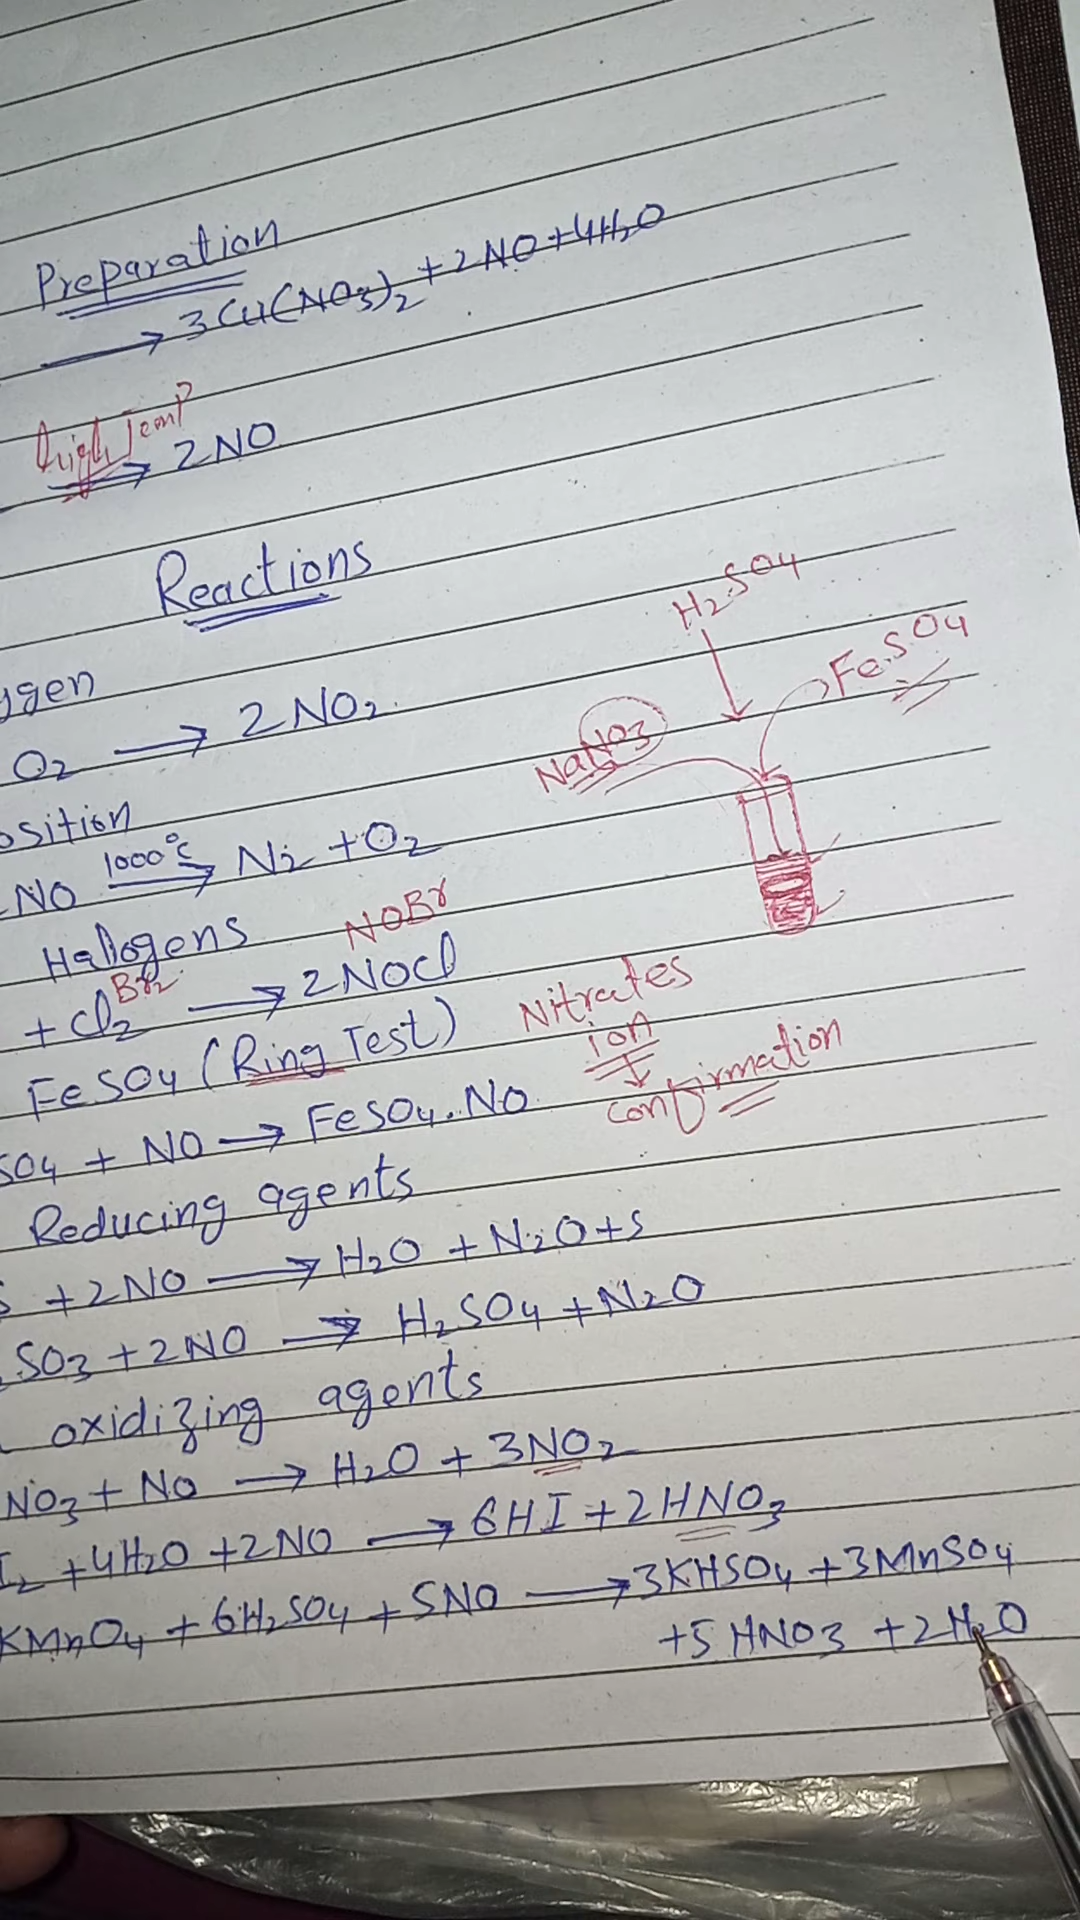 Preparation
⟶ 3Cu(NO3)2 + 2NO + 4H2O
high Temp
⟶ 2NO
Reactions
H2SO4
FeSO4
ygen
O2 ⟶ 2NO2
NaNO3
osition
NO 1000°C ⟶ N2 + O2
Halogens
NOBr
Br2
+ Cl2 ⟶ 2NOCl
Nitrates
ion
confirmation
FeSO4 (Ring Test)
SO4 + NO ⟶ FeSO4.NO
Reducing agents
S + 2NO ⟶ H2O + N2O + S
SO3 + 2NO ⟶ H2SO4 + N2O
oxidizing agents
NO3 + NO ⟶ H2O + 3NO2
I2 + 4H2O + 2NO ⟶ 6HI + 2HNO3
KMnO4 + 6H2SO4 + 5NO ⟶ 3KHSO4 + 3MnSO4
+ 5HNO3 + 2H2O